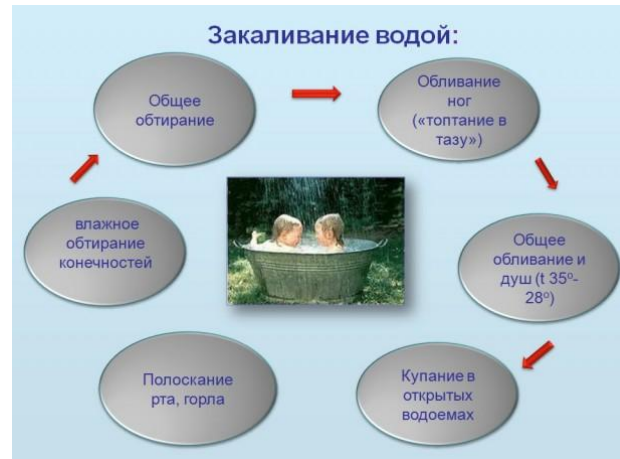 Закаливание водой:
Общее
обтирание
Обливание
ног
(«топтание в
тазу»)
влажное
обтирание
конечностей
Общее
обливание и
душ (t 35º-
28º)
Полоскание
рта, горла
Купание в
открытых
водоемах